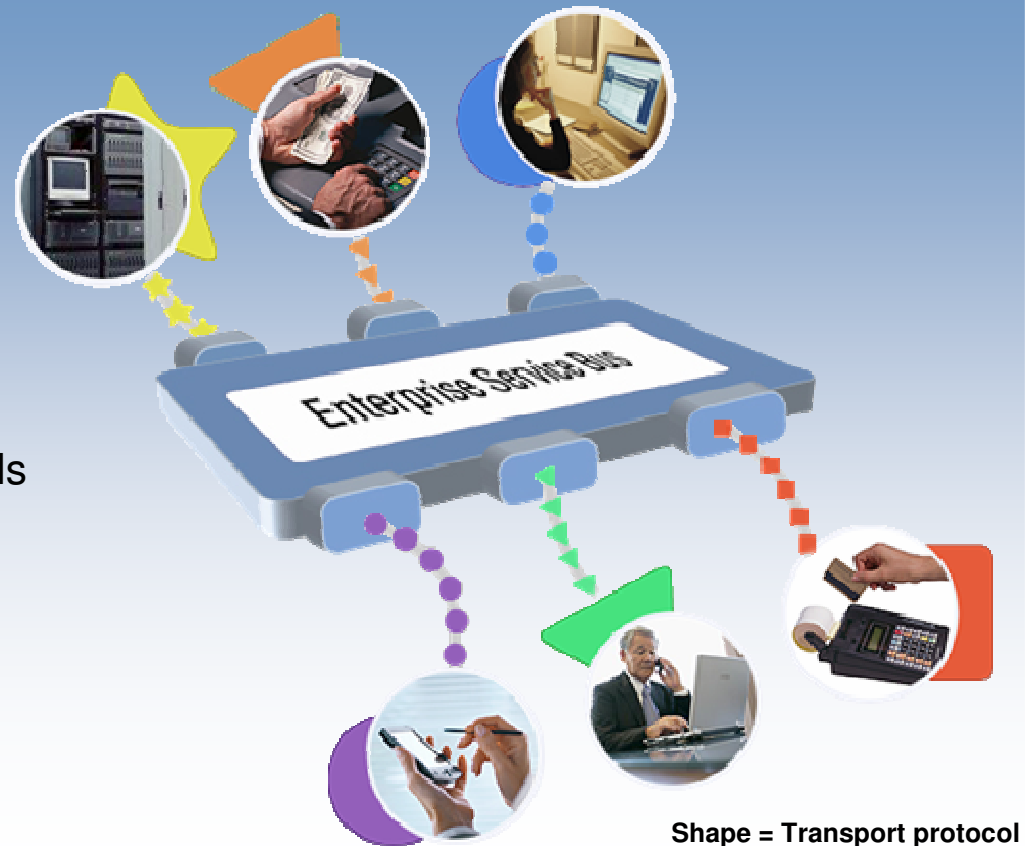 Enterprise Service Bus
ls
Shape = Transport protocol